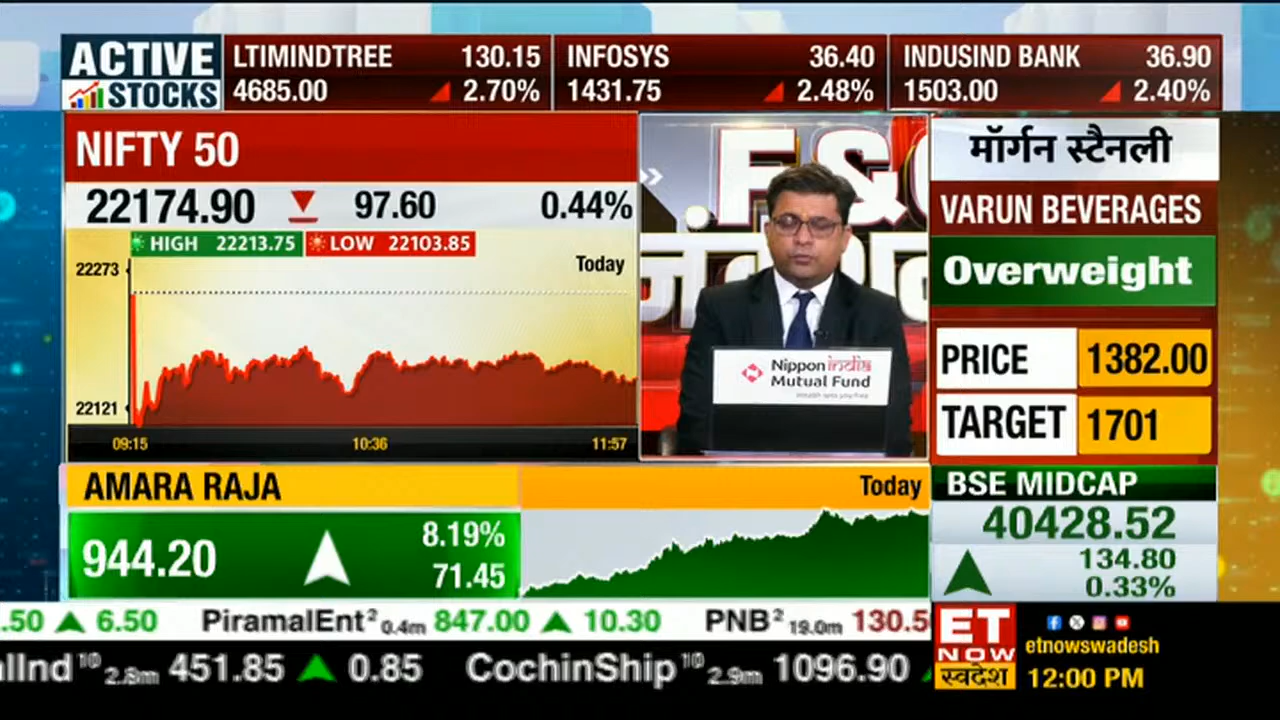 ACTIVE
STOCKS
LTIMINDTREE 130.15
4685.00 2.70%
INFOSYS 36.40
1431.75 2.48%
INDUSIND BANK 36.90
1503.00 2.40%
NIFTY 50
22174.90 97.60 0.44%
HIGH 22213.75 LOW 22103.85
Today
22273
22121
09:15 10:36 11:57
F&
Nippon india
Mutual Fund
मॉर्गन स्टैनली
VARUN BEVERAGES
Overweight
PRICE 1382.00
TARGET 1701
AMARA RAJA Today
944.20 8.19%
71.45
BSE MIDCAP
40428.52
134.80
0.33%
.50 6.50 PiramalEnt² 0.4m 847.00 10.30 PNB² 19.0m 130.5
lInd¹⁰ 2.8m 451.85 0.85 CochinShip¹⁰ 2.9m 1096.90
ET
NOW
स्वदेश
etnowswadesh
12:00 PM